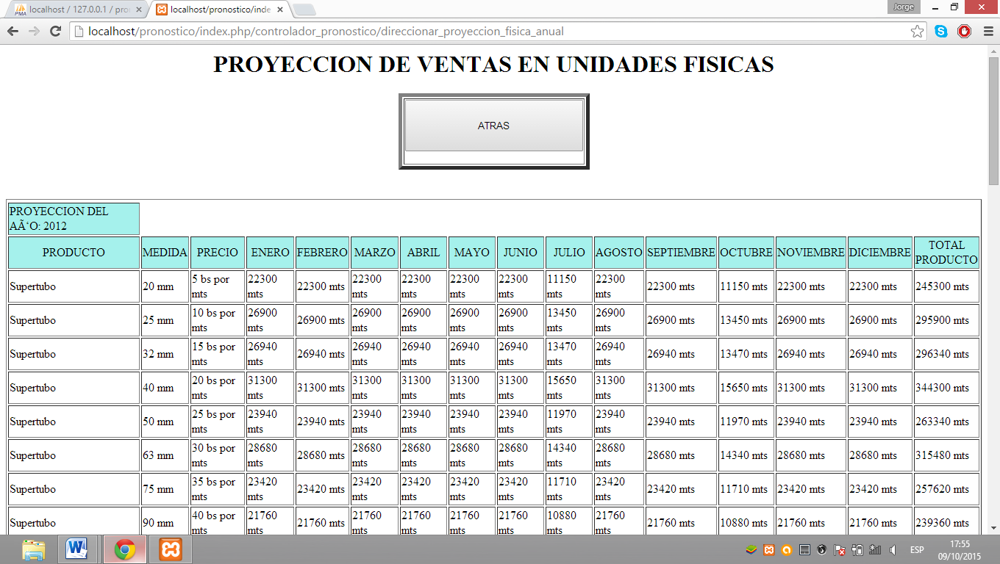 localhost / 127.0.0.1 / pro
localhost/pronostico/inde
Jorge
localhost/pronostico/index.php/controlador_pronostico/direccionar_proyeccion_fisica_anual
PROYECCION DE VENTAS EN UNIDADES FISICAS
ATRAS
PROYECCION DEL
AÃ‘O: 2012
PRODUCTO MEDIDA PRECIO ENERO FEBRERO MARZO ABRIL MAYO JUNIO JULIO AGOSTO SEPTIEMBRE OCTUBRE NOVIEMBRE DICIEMBRE TOTAL PRODUCTO
Supertubo 20 mm 5 bs por mts 22300 mts 22300 mts 22300 mts 22300 mts 22300 mts 22300 mts 11150 mts 22300 mts 22300 mts 11150 mts 22300 mts 22300 mts 245300 mts
Supertubo 25 mm 10 bs por mts 26900 mts 26900 mts 26900 mts 26900 mts 26900 mts 26900 mts 13450 mts 26900 mts 26900 mts 13450 mts 26900 mts 26900 mts 295900 mts
Supertubo 32 mm 15 bs por mts 26940 mts 26940 mts 26940 mts 26940 mts 26940 mts 26940 mts 13470 mts 26940 mts 26940 mts 13470 mts 26940 mts 26940 mts 296340 mts
Supertubo 40 mm 20 bs por mts 31300 mts 31300 mts 31300 mts 31300 mts 31300 mts 31300 mts 15650 mts 31300 mts 31300 mts 15650 mts 31300 mts 31300 mts 344300 mts
Supertubo 50 mm 25 bs por mts 23940 mts 23940 mts 23940 mts 23940 mts 23940 mts 23940 mts 11970 mts 23940 mts 23940 mts 11970 mts 23940 mts 23940 mts 263340 mts
Supertubo 63 mm 30 bs por mts 28680 mts 28680 mts 28680 mts 28680 mts 28680 mts 28680 mts 14340 mts 28680 mts 28680 mts 14340 mts 28680 mts 28680 mts 315480 mts
Supertubo 75 mm 35 bs por mts 23420 mts 23420 mts 23420 mts 23420 mts 23420 mts 23420 mts 11710 mts 23420 mts 23420 mts 11710 mts 23420 mts 23420 mts 257620 mts
Supertubo 90 mm 40 bs por mts 21760 mts 21760 mts 21760 mts 21760 mts 21760 mts 21760 mts 10880 mts 21760 mts 21760 mts 10880 mts 21760 mts 21760 mts 239360 mts
ESP
17:55
09/10/2015